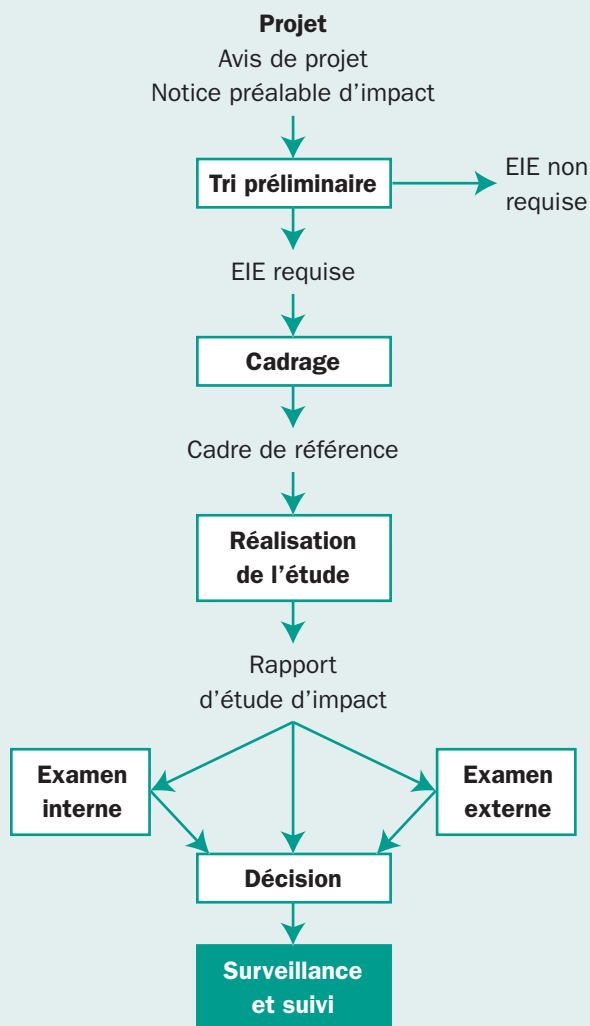 Projet
Avis de projet
Notice préalable d’impact
Tri préliminaire
EIE non
requise
EIE requise
Cadrage
Cadre de référence
Réalisation
de l’étude
Rapport
d’étude d’impact
Examen
interne
Examen
externe
Décision
Surveillance
et suivi